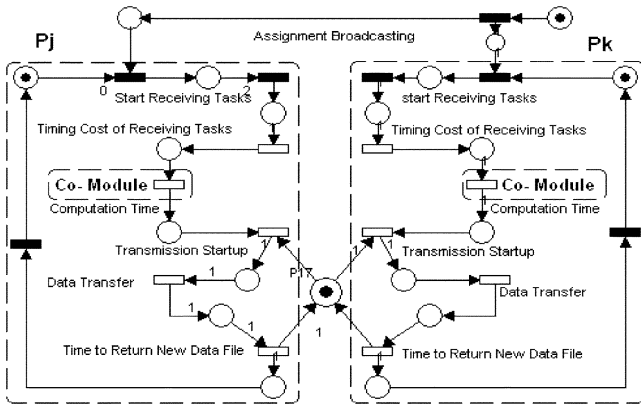 Pj
Assignment Broadcasting
Pk
0
2
Start Receiving Tasks
start Receiving Tasks
Timing Cost of Receiving Tasks
Timing Cost of Receiving Tasks
Co- Module
Co- Module
Computation Time
Computation Time
Transmission Startup
Transmission Startup
1
1
1
1
P17
Data Transfer
Data Transfer
1
1
1
Time to Return New Data File
Time to Return New Data File